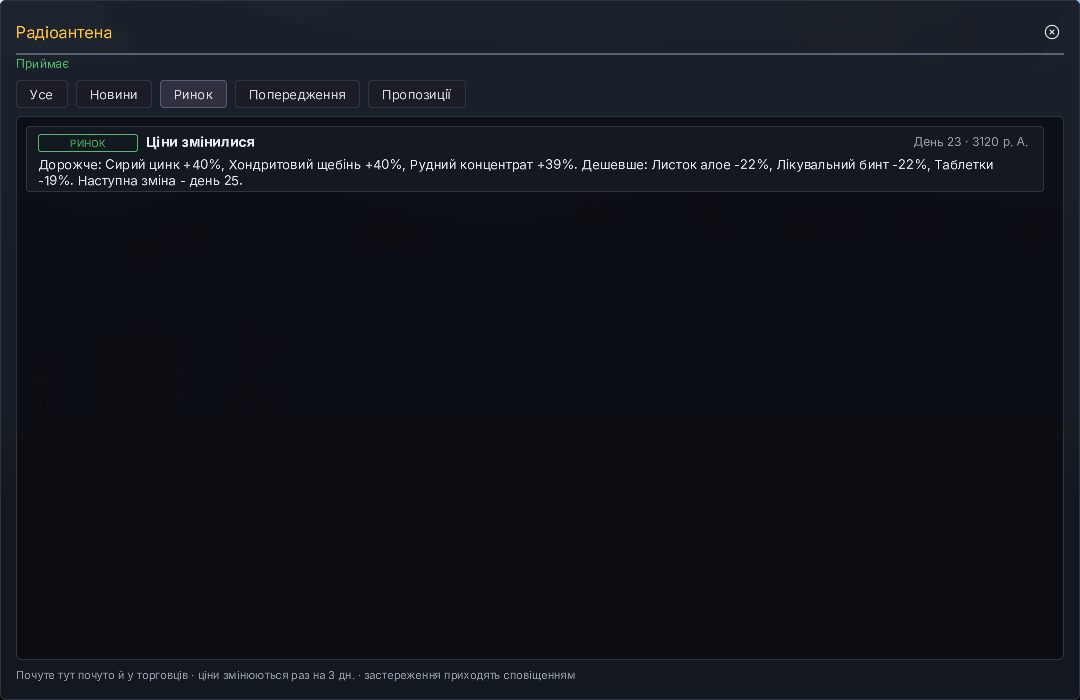 Радіоантена
Приймає
Усе
Новини
Ринок
Попередження
Пропозиції
РИНОК
Ціни змінилися
День 23 · 3120 р. А.
Дорожче: Сирий цинк +40%, Хондритовий щебінь +40%, Рудний концентрат +39%. Дешевше: Листок алое -22%, Лікувальний бинт -22%, Таблетки
-19%. Наступна зміна - день 25.
Почуте тут почуто й у торговців · ціни змінюються раз на 3 дн. · застереження приходять сповіщенням